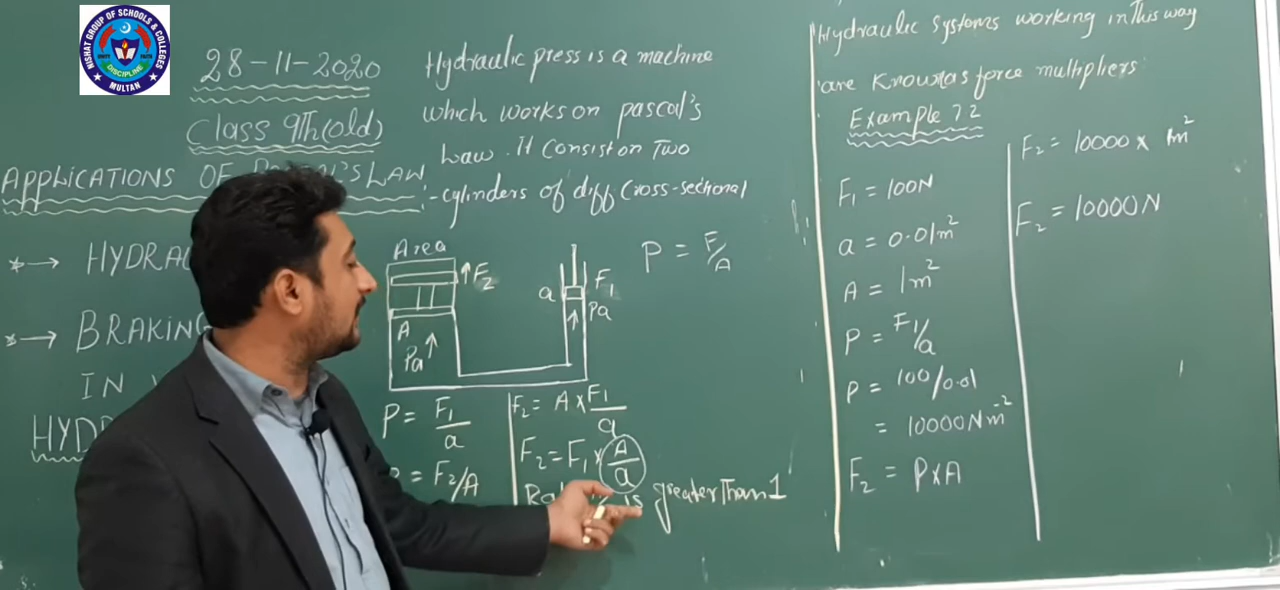 NISHAT GROUP OF SCHOOLS & COLLEGES
DISCIPLINE
MULTAN
28-11-2020
Class 9Th(old)
APPLICATIONS OF LAW
*→ HYDRA
*→ BRAKING
IN
HYD
Hydraulic press is a machine
which works on pascal's
Law. It consist on Two
cylinders of diff Cross-sectional
Area
↑F₂
A
Pa↑
a
F₁
Pa
↑
P = F/A
P = F₁/a
= F₂/A
F₂ = A × F₁/a
F₂ = F₁ × A/a
is greater Than 1
Hydraulic systems working in this way
are Known as force multipliers
Example 7.2
F₁ = 100N
a = 0.01m²
A = 1m²
P = F₁/a
P = 100/0.01
= 10000Nm⁻²
F₂ = P×A
F₂ = 10000 × 1m²
F₂ = 10000N